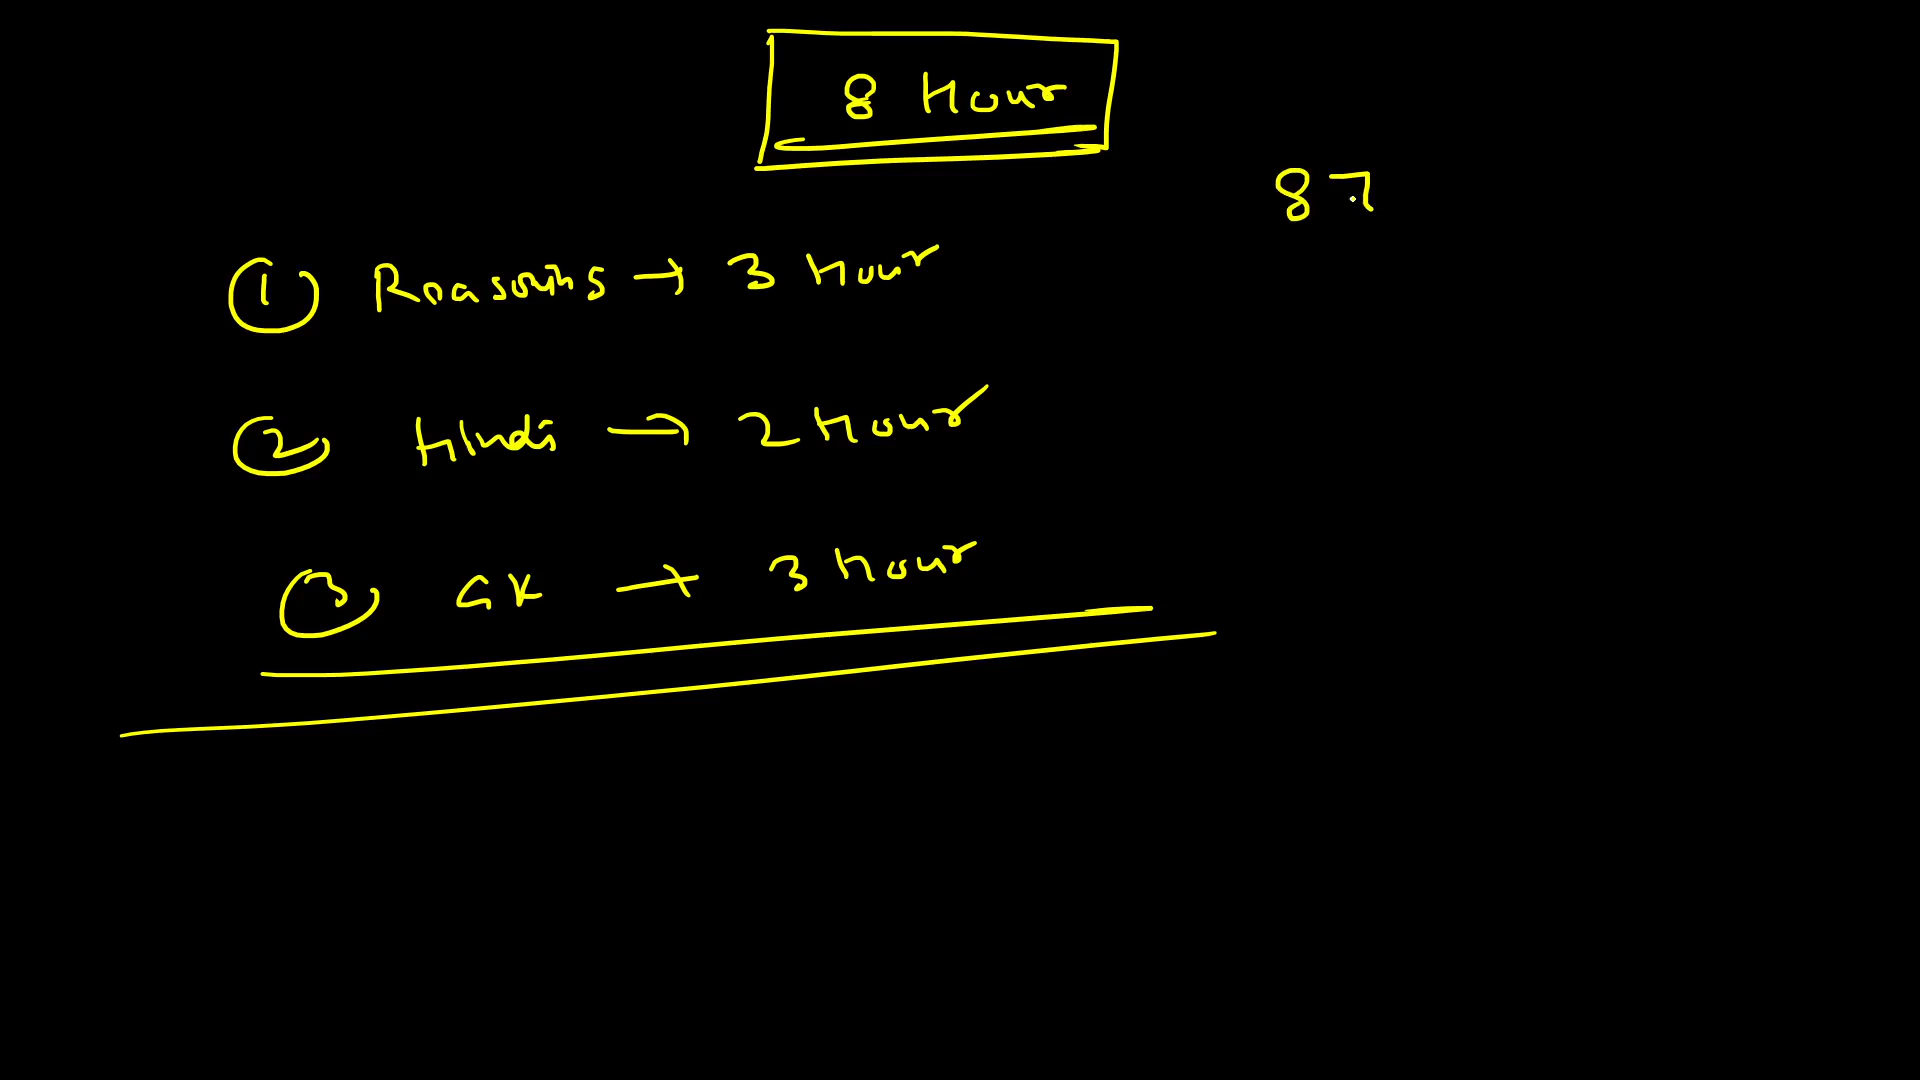 8 Hour
87
1 Reasoning → 3 Hour
2 Hindi → 2 Hour
3 GK → 3 Hour